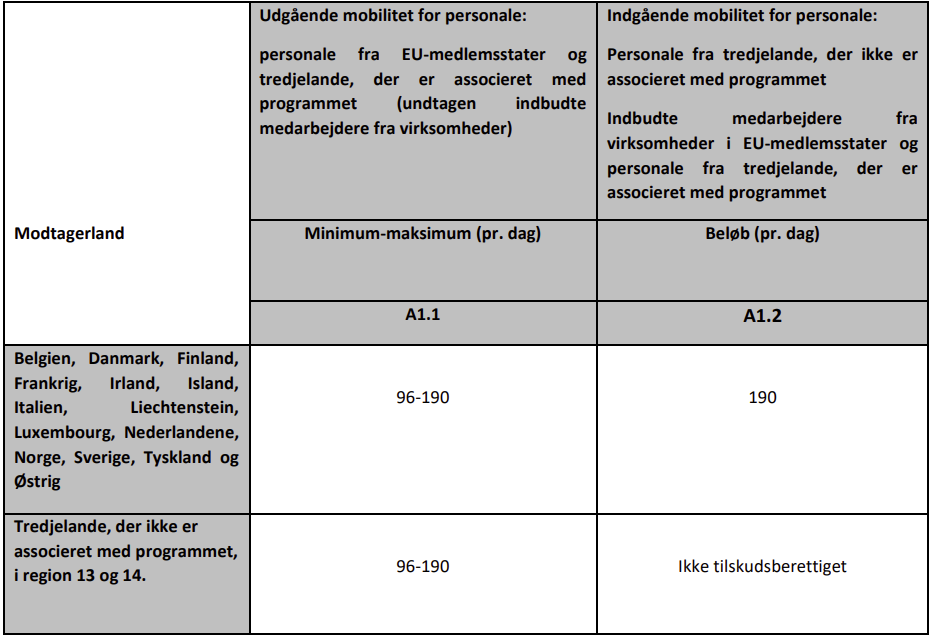 Modtagerland
Udgående mobilitet for personale:
personale fra EU-medlemsstater og
tredjelande, der er associeret med
programmet (undtagen indbudte
medarbejdere fra virksomheder)
Indgående mobilitet for personale:
Personale fra tredjelande, der ikke er
associeret med programmet
Indbudte medarbejdere fra
virksomheder i EU-medlemsstater og
personale fra tredjelande, der er
associeret med programmet
Minimum-maksimum (pr. dag)
Beløb (pr. dag)
A1.1
A1.2
Belgien, Danmark, Finland,
Frankrig, Irland, Island,
Italien, Liechtenstein,
Luxembourg, Nederlandene,
Norge, Sverige, Tyskland og
Østrig
96-190
190
Tredjelande, der ikke er
associeret med programmet,
i region 13 og 14.
96-190
Ikke tilskudsberettiget